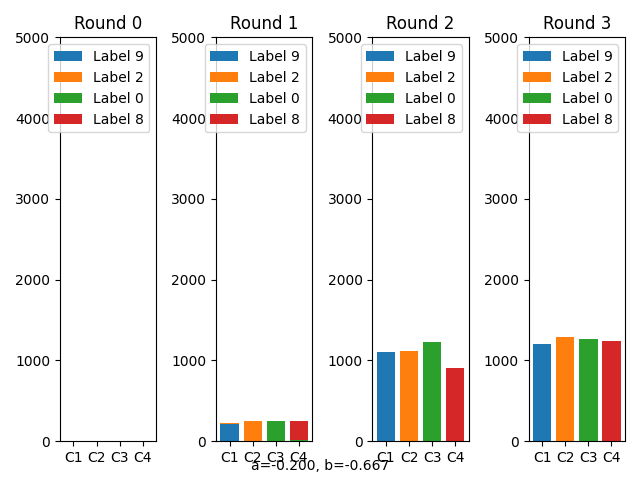 Round 0
Round 1
Round 2
Round 3
5000
4000
3000
2000
1000
0
Label 9
Label 2
Label 0
Label 8
C1 C2 C3 C4
5000
4000
3000
2000
1000
0
Label 9
Label 2
Label 0
Label 8
C1 C2 C3 C4
5000
4000
3000
2000
1000
0
Label 9
Label 2
Label 0
Label 8
C1 C2 C3 C4
5000
4000
3000
2000
1000
0
Label 9
Label 2
Label 0
Label 8
C1 C2 C3 C4
a=-0.200, b=-0.667